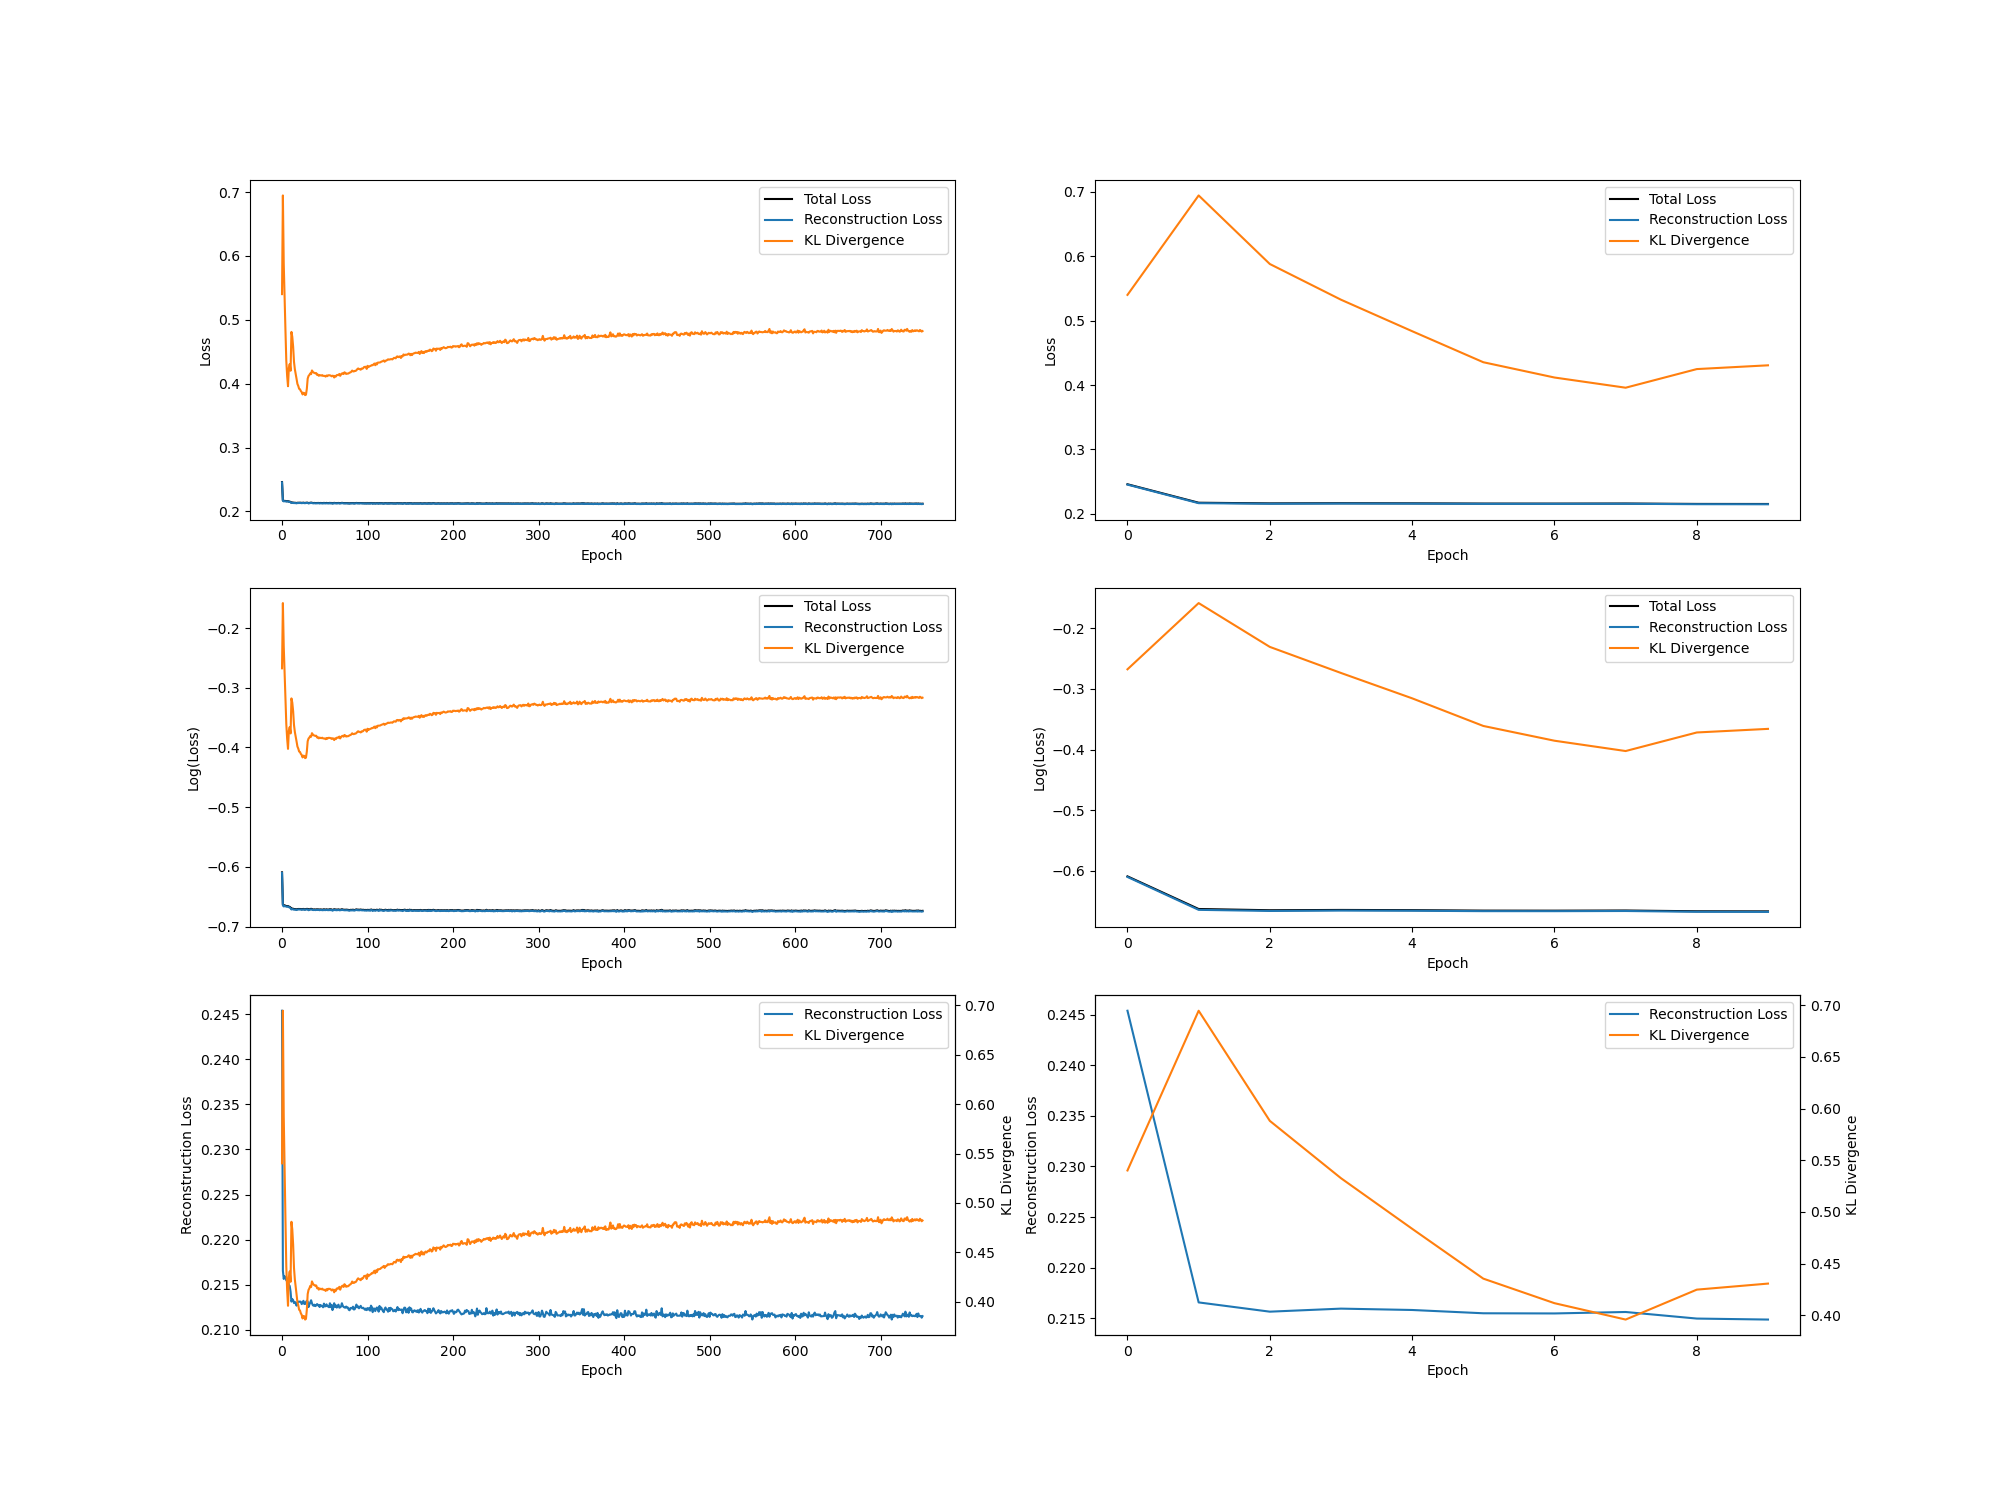 0.7
0.6
0.5
0.4
0.3
0.2
Loss
0 100 200 300 400 500 600 700
Epoch
Total Loss
Reconstruction Loss
KL Divergence
0.7
0.6
0.5
0.4
0.3
0.2
Loss
0 2 4 6 8
Epoch
Total Loss
Reconstruction Loss
KL Divergence
−0.2
−0.3
−0.4
−0.5
−0.6
−0.7
Log(Loss)
0 100 200 300 400 500 600 700
Epoch
Total Loss
Reconstruction Loss
KL Divergence
−0.2
−0.3
−0.4
−0.5
−0.6
Log(Loss)
0 2 4 6 8
Epoch
Total Loss
Reconstruction Loss
KL Divergence
0.245
0.240
0.235
0.230
0.225
0.220
0.215
0.210
Reconstruction Loss
0 100 200 300 400 500 600 700
Epoch
Reconstruction Loss
KL Divergence
0.70
0.65
0.60
0.55
0.50
0.45
0.40
KL Divergence
0.245
0.240
0.235
0.230
0.225
0.220
0.215
Reconstruction Loss
0 2 4 6 8
Epoch
Reconstruction Loss
KL Divergence
0.70
0.65
0.60
0.55
0.50
0.45
0.40
KL Divergence